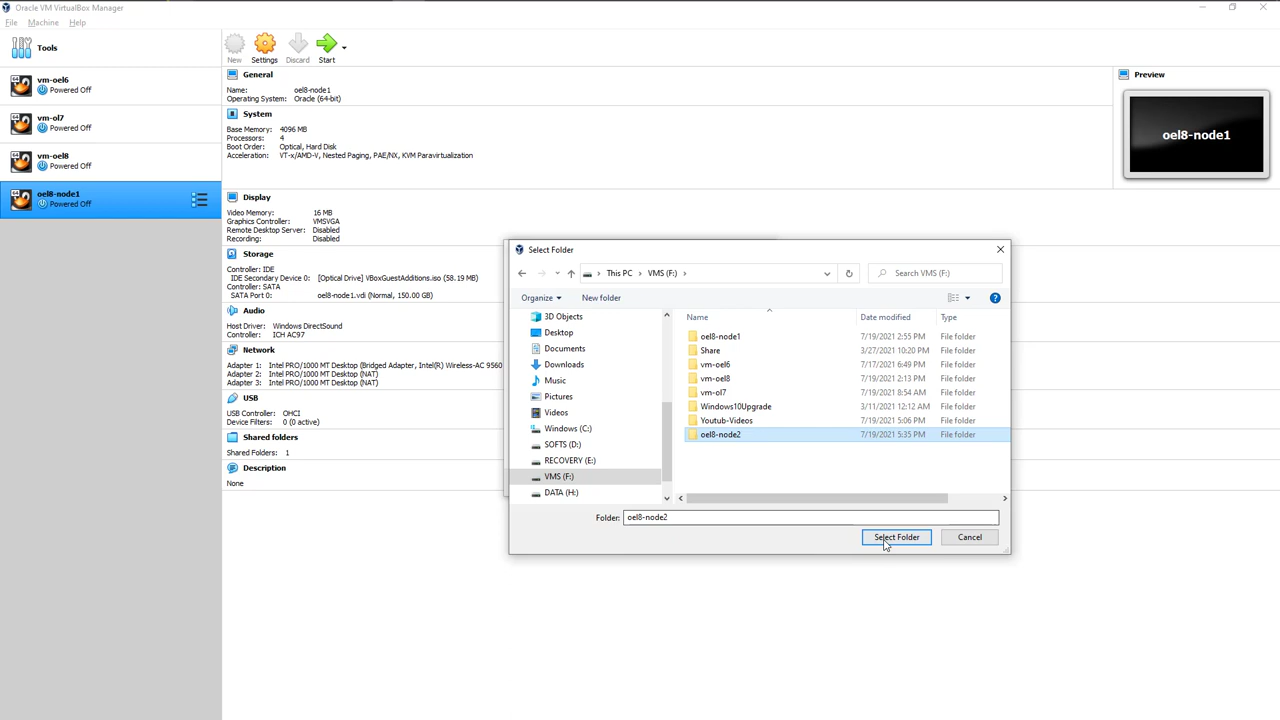 Oracle VM VirtualBox Manager
File Machine Help
Tools
New Settings Discard Start
64 vm-oel6
Powered Off
64 vm-ol7
Powered Off
64 vm-oel8
Powered Off
64 oel8-node1
Powered Off
General
Name: oel8-node1
Operating System: Oracle (64-bit)
System
Base Memory: 4096 MB
Processors: 4
Boot Order: Optical, Hard Disk
Acceleration: VT-x/AMD-V, Nested Paging, PAE/NX, KVM Paravirtualization
Display
Video Memory: 16 MB
Graphics Controller: VMSVGA
Remote Desktop Server: Disabled
Recording: Disabled
Storage
Controller: IDE
IDE Secondary Device 0: [Optical Drive] VBoxGuestAdditions.iso (58.19 MB)
Controller: SATA
SATA Port 0: oel8-node1.vdi (Normal, 150.00 GB)
Audio
Host Driver: Windows DirectSound
Controller: ICH AC97
Network
Adapter 1: Intel PRO/1000 MT Desktop (Bridged Adapter, Intel(R) Wireless-AC 9560
Adapter 2: Intel PRO/1000 MT Desktop (NAT)
Adapter 3: Intel PRO/1000 MT Desktop (NAT)
USB
USB Controller: OHCI
Device Filters: 0 (0 active)
Shared folders
Shared Folders: 1
Description
None
Preview
oel8-node1
Select Folder
This PC › VMS (F:) ›
Search VMS (F:)
Organize New folder
3D Objects
Desktop
Documents
Downloads
Music
Pictures
Videos
Windows (C:)
SOFTS (D:)
RECOVERY (E:)
VMS (F:)
DATA (H:)
Name Date modified Type
oel8-node1 7/19/2021 2:55 PM File folder
Share 3/27/2021 10:20 PM File folder
vm-oel6 7/17/2021 6:49 PM File folder
vm-oel8 7/19/2021 2:13 PM File folder
vm-ol7 7/19/2021 8:54 AM File folder
Windows10Upgrade 3/11/2021 12:12 AM File folder
Youtub-Videos 7/19/2021 5:06 PM File folder
oel8-node2 7/19/2021 5:35 PM File folder
Folder: oel8-node2
Select Folder Cancel